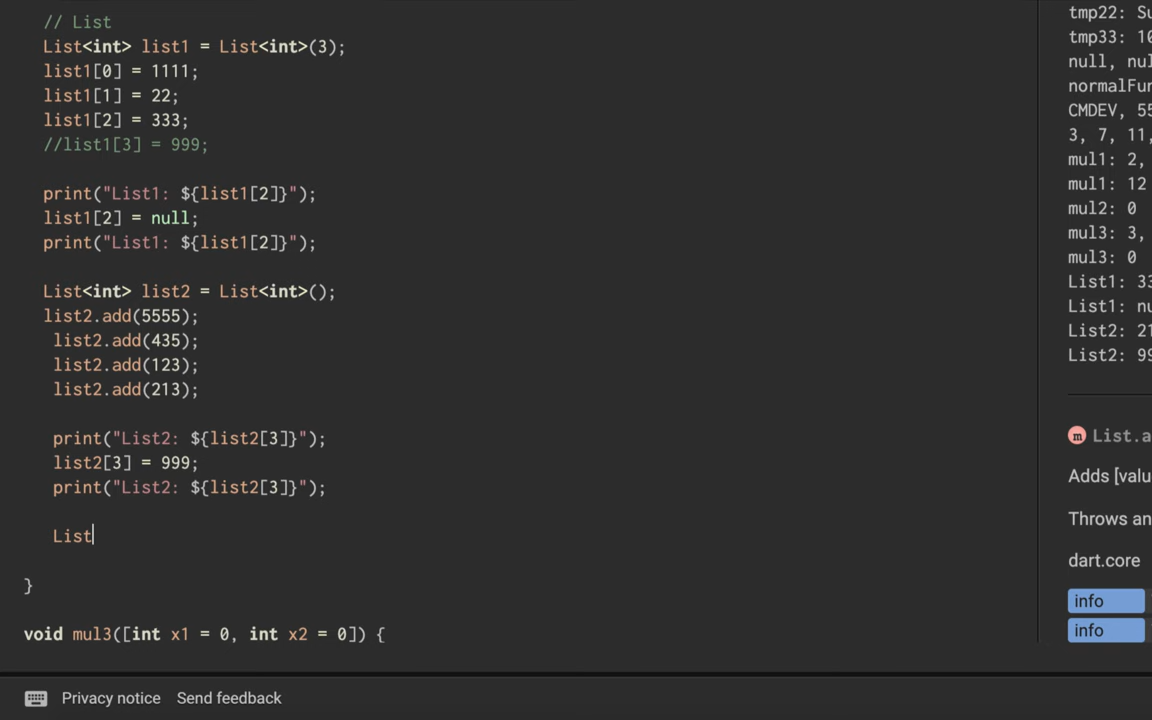 // List
List<int> list1 = List<int>(3);
list1[0] = 1111;
list1[1] = 22;
list1[2] = 333;
//list1[3] = 999;
print("List1: ${list1[2]}");
list1[2] = null;
print("List1: ${list1[2]}");
List<int> list2 = List<int>();
list2.add(5555);
list2.add(435);
list2.add(123);
list2.add(213);
print("List2: ${list2[3]}");
list2[3] = 999;
print("List2: ${list2[3]}");
List
}
void mul3([int x1 = 0, int x2 = 0]) {
tmp22: Su
tmp33: 10
null, nul
normalFun
CMDEV, 55
3, 7, 11,
mul1: 2,
mul1: 12
mul2: 0
mul3: 3,
mul3: 0
List1: 33
List1: nu
List2: 21
List2: 99
m List.a
Adds [valu
Throws an
dart.core
info
info
Privacy notice Send feedback